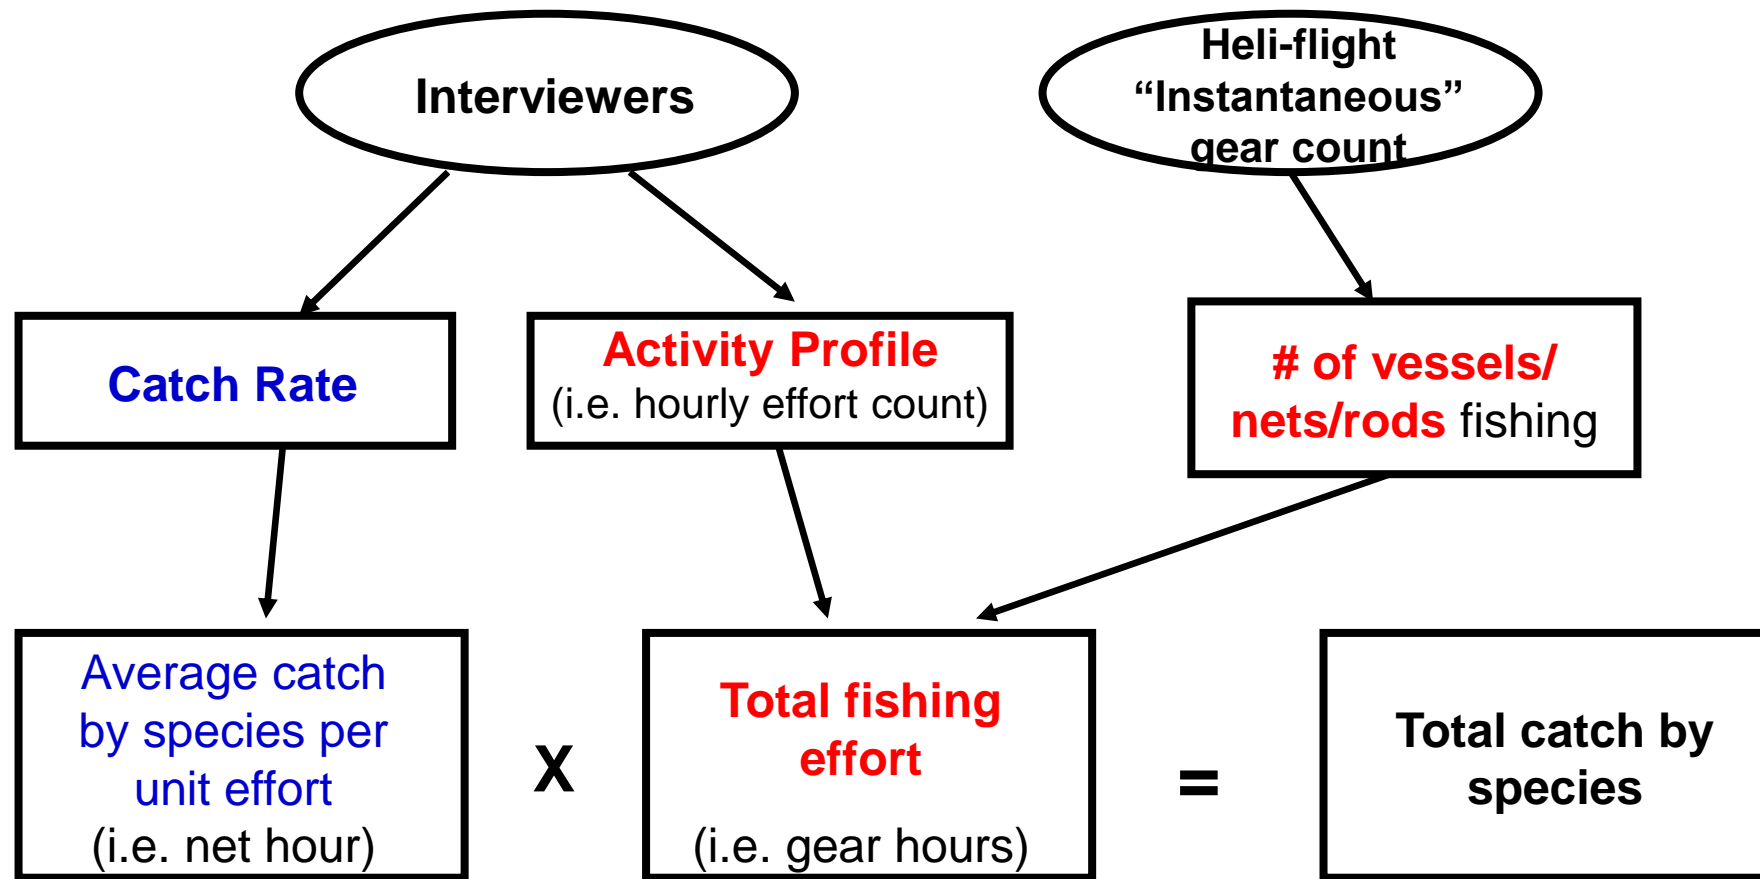 Interviewers
Heli-flight
“Instantaneous”
gear count
Catch Rate
Activity Profile
(i.e. hourly effort count)
# of vessels/
nets/rods fishing
Average catch
by species per
unit effort
(i.e. net hour)
X
Total fishing
effort
(i.e. gear hours)
=
Total catch by
species